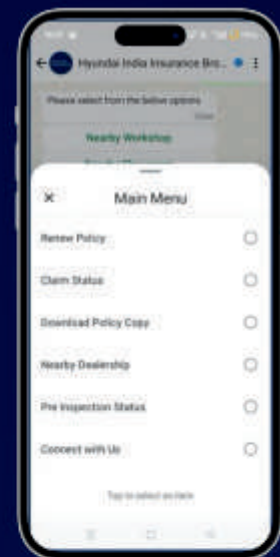 Hyundai India Insurance Bro...
Please select from the below options
Nearby Workshop
Main Menu
Renew Policy
Claim Status
Download Policy Copy
Nearby Dealership
Pre Inspection Status
Connect with Us
Tap to select an item